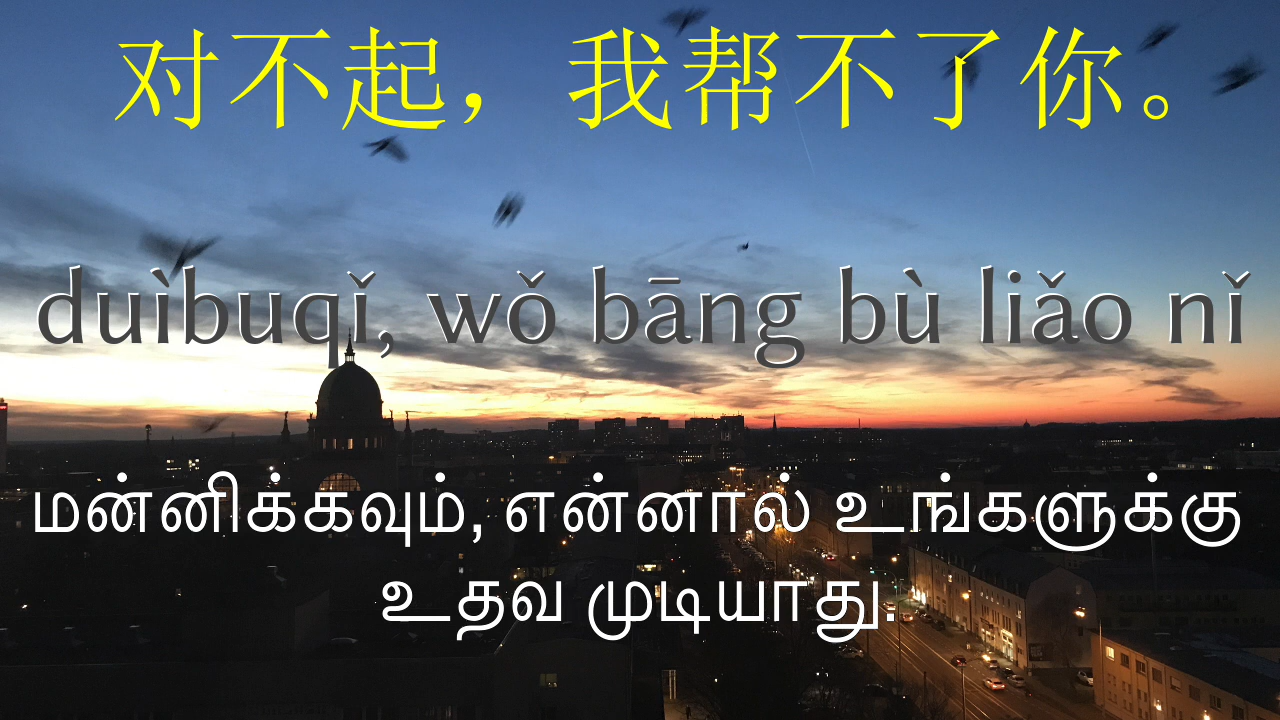 对不起，我帮不了你。
duìbuqǐ, wǒ bāng bù liǎo nǐ
மன்னிக்கவும், என்னால் உங்களுக்கு
உதவ முடியாது.